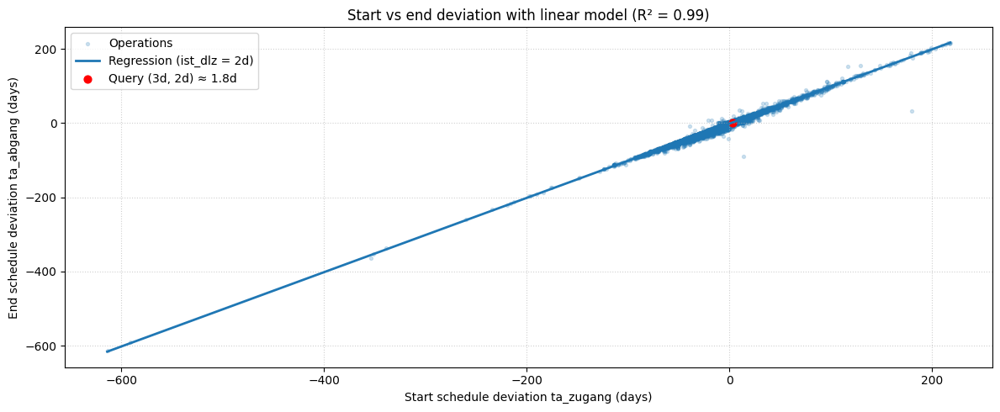 Start vs end deviation with linear model (R² = 0.99)
Operations
Regression (ist_dlz = 2d)
Query (3d, 2d) ≈ 1.8d
End schedule deviation ta_abgang (days)
200
0
−200
−400
−600
−600
−400
−200
0
200
Start schedule deviation ta_zugang (days)